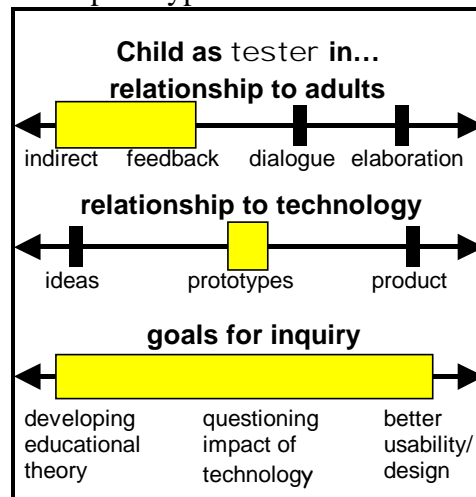 Child as tester in…
relationship to adults
indirect feedback dialogue elaboration
relationship to technology
ideas prototypes product
goals for inquiry
developing questioning better
educational impact of usability/
theory technology design